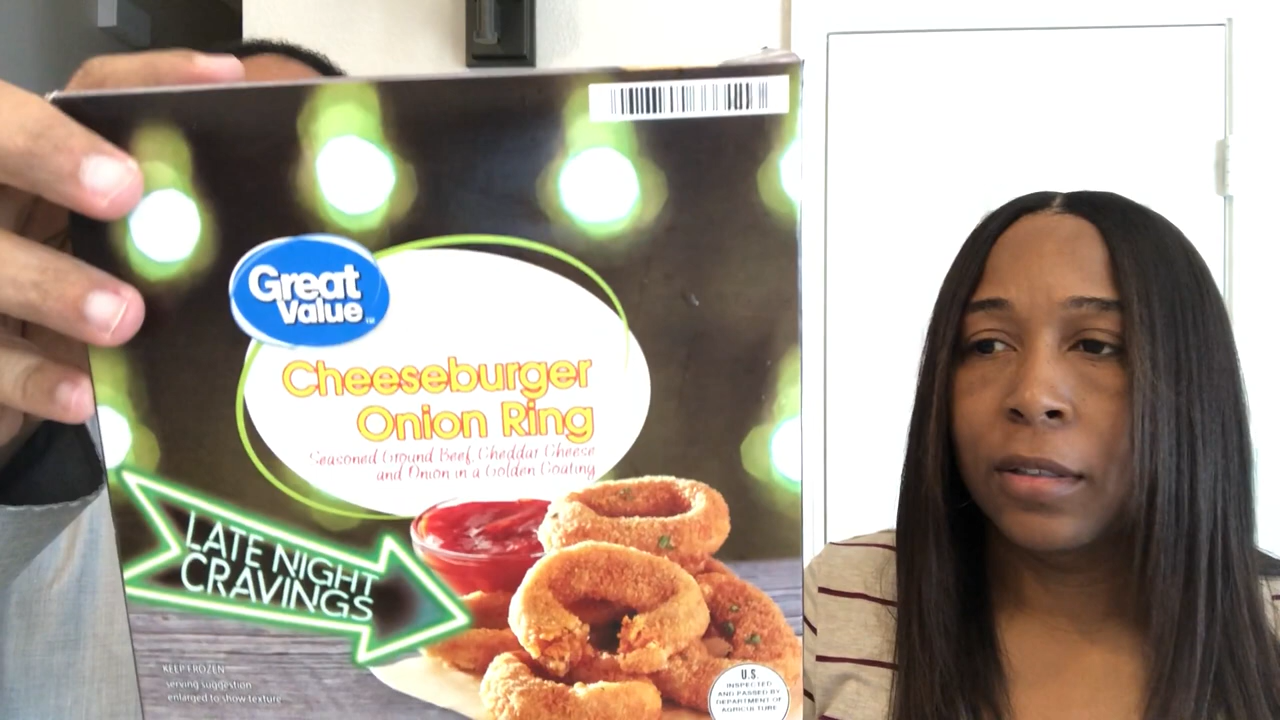 Great
Value™
Cheeseburger
Onion Ring
Seasoned Ground Beef, Cheddar Cheese
and Onion in a Golden Coating
LATE NIGHT
CRAVINGS
KEEP FROZEN
serving suggestion
enlarged to show texture
U.S.
INSPECTED
AND PASSED BY
DEPARTMENT OF
AGRICULTURE